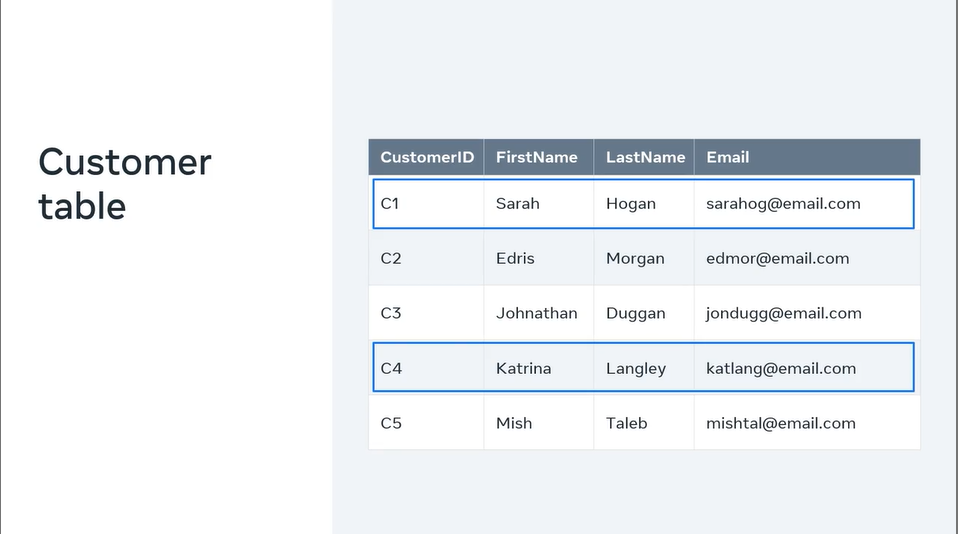 Customer
table
CustomerID FirstName LastName Email
C1 Sarah Hogan sarahog@email.com
C2 Edris Morgan edmor@email.com
C3 Johnathan Duggan jondugg@email.com
C4 Katrina Langley katlang@email.com
C5 Mish Taleb mishtal@email.com